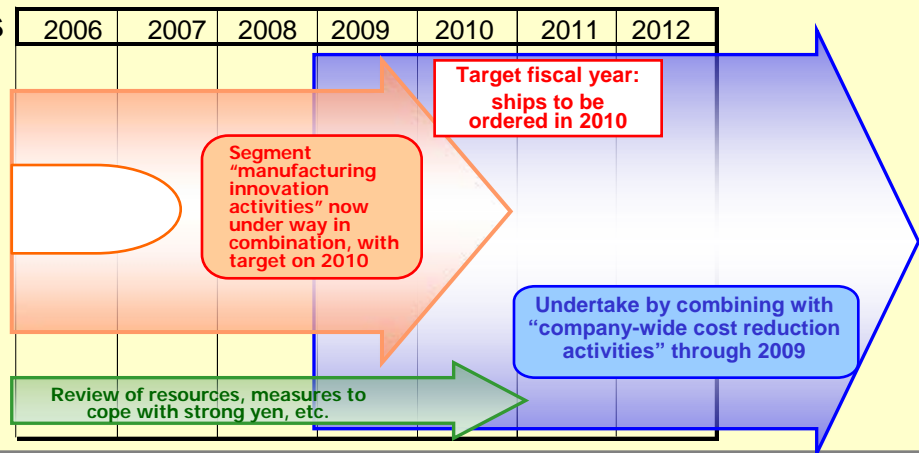 S
2006 2007 2008 2009 2010 2011 2012
Target fiscal year:
ships to be
ordered in 2010
Segment
“manufacturing
innovation
activities” now
under way in
combination, with
target on 2010
Undertake by combining with
“company-wide cost reduction
activities” through 2009
Review of resources, measures to
cope with strong yen, etc.